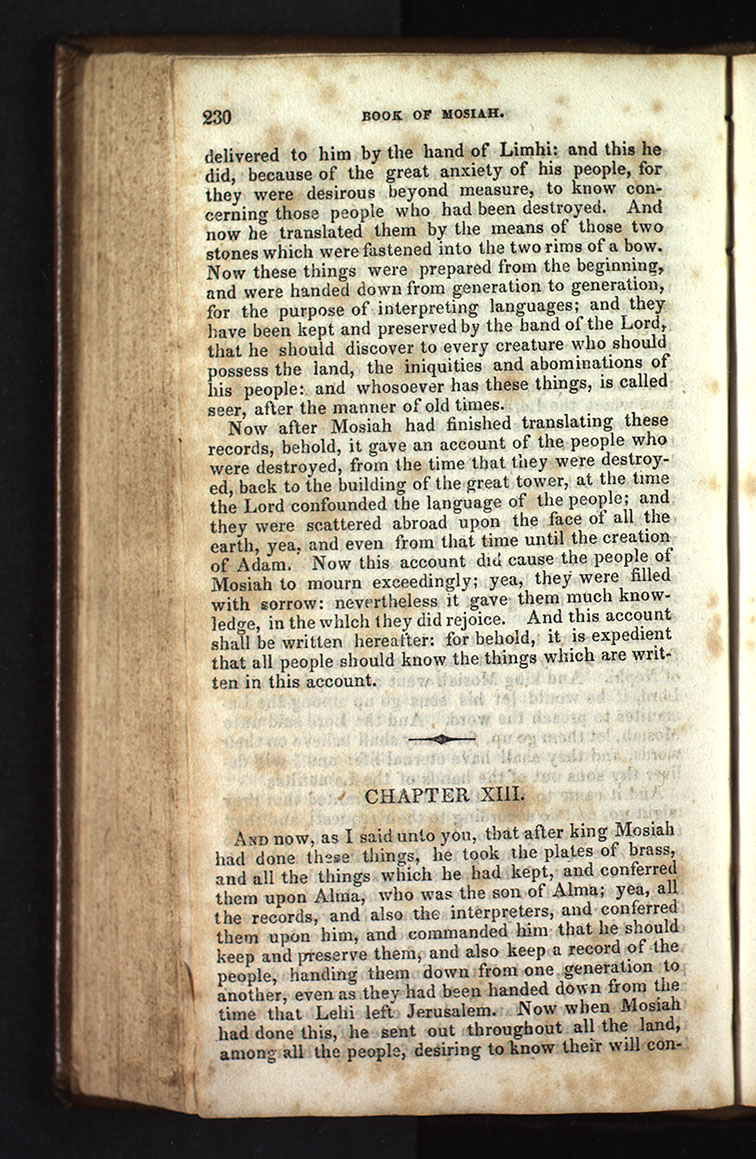 230
BOOK OF MOSIAH.
delivered to him by the hand of Limhi: and this he
did, because of the great anxiety of his people, for
they were desirous beyond measure, to know con-
cerning those people who had been destroyed. And
now he translated them by the means of those two
stones which were fastened into the two rims of a bow.
Now these things were prepared from the beginning,
and were handed down from generation to generation,
for the purpose of interpreting languages; and they
have been kept and preserved by the hand of the Lord,
that he should discover to every creature who should
possess the land, the iniquities and abominations of
his people: and whosoever has these things, is called
seer, after the manner of old times.
Now after Mosiah had finished translating these
records, behold, it gave an account of the people who
were destroyed, from the time that they were destroy-
ed, back to the building of the great tower, at the time
the Lord confounded the language of the people; and
they were scattered abroad upon the face of all the
earth, yea, and even from that time until the creation
of Adam. Now this account did cause the people of
Mosiah to mourn exceedingly; yea, they were filled
with sorrow: nevertheless it gave them much know-
ledge, in the which they did rejoice. And this account
shall be written hereafter: for behold, it is expedient
that all people should know the things which are writ-
ten in this account.
CHAPTER XIII.
AND now, as I said unto you, that after king Mosiah
had done these things, he took the plates of brass,
and all the things which he had kept, and conferred
them upon Alma, who was the son of Alma; yea, all
the records, and also the interpreters, and conferred
them upon him, and commanded him that he should
keep and preserve them, and also keep a record of the
people, handing them down from one generation to
another, even as they had been handed down from the
time that Lehi left Jerusalem. Now when Mosiah
had done this, he sent out throughout all the land,
among all the people, desiring to know their will con-